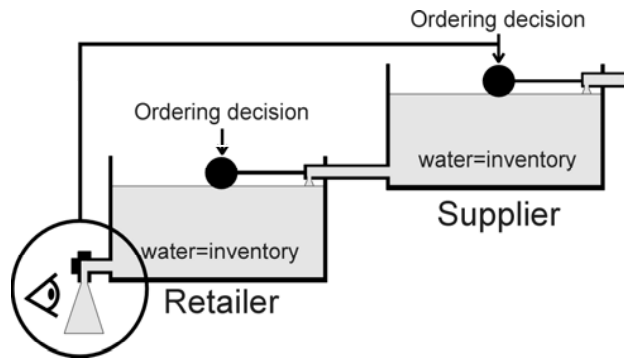 Ordering decision
Ordering decision
water=inventory
Supplier
water=inventory
Retailer